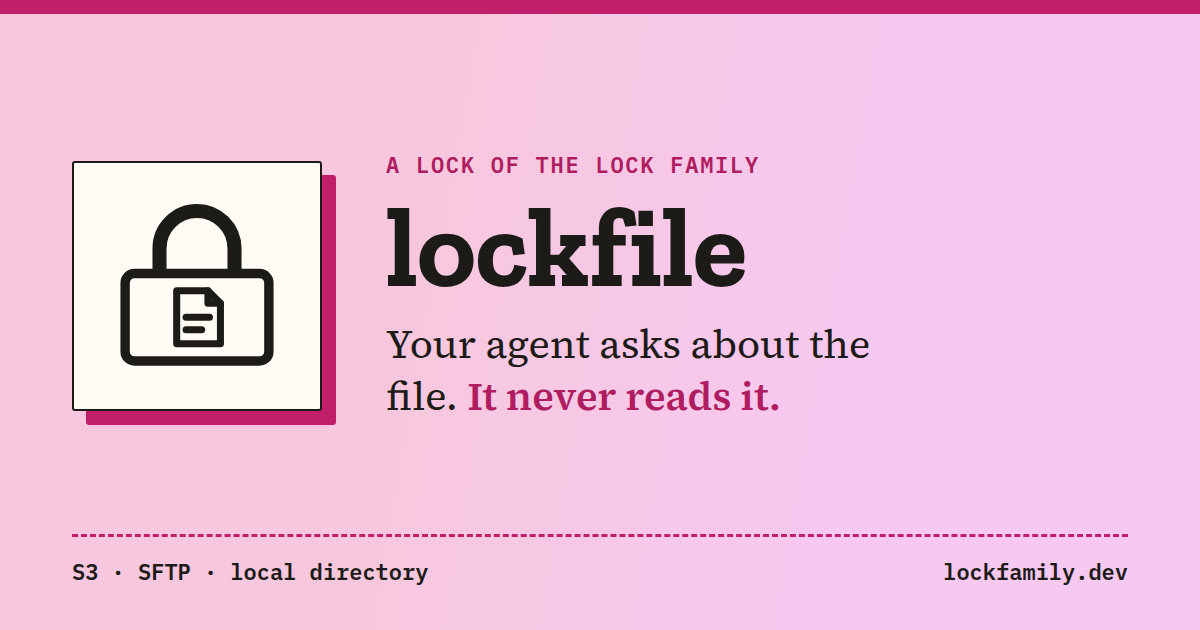 A LOCK OF THE LOCK FAMILY
lockfile
Your agent asks about the
file. It never reads it.
S3 · SFTP · local directory
lockfamily.dev